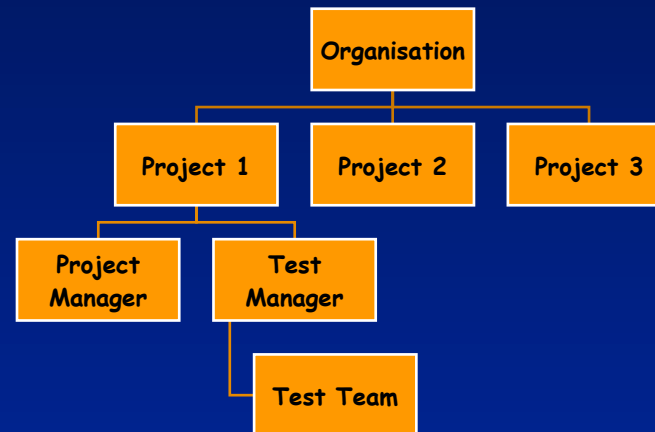 Organisation
Project 1
Project 2
Project 3
Project
Manager
Test
Manager
Test Team